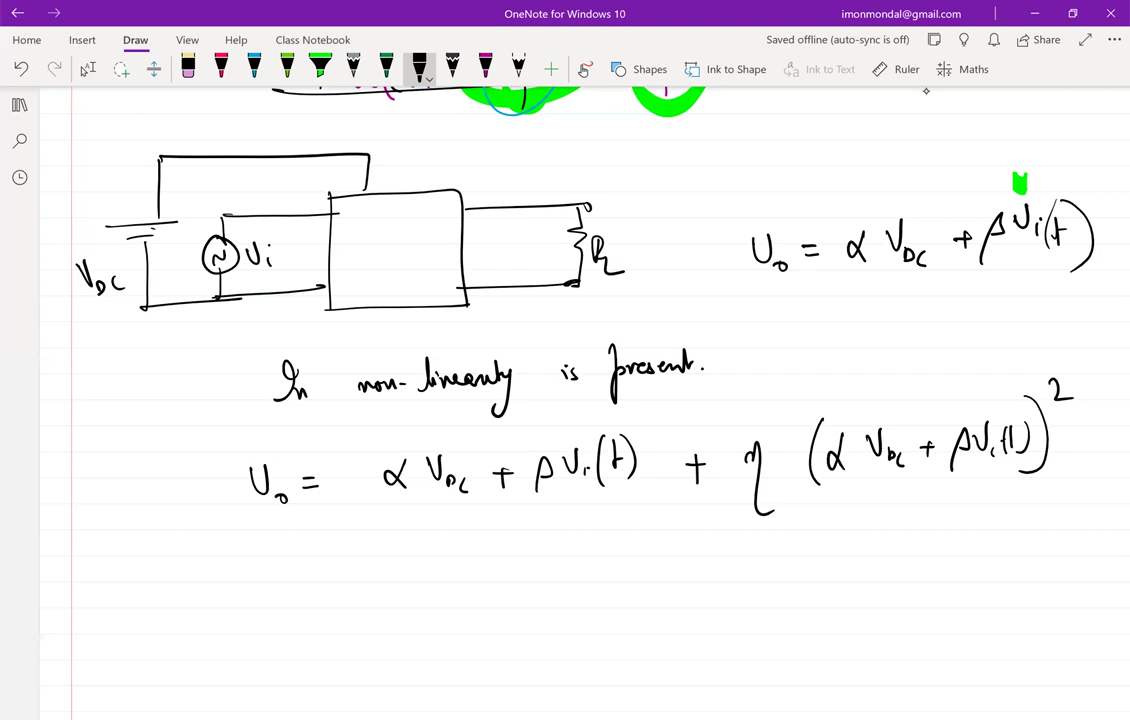 OneNote for Windows 10
imonmondal@gmail.com
Home Insert Draw View Help Class Notebook
Saved offline (auto-sync is off) Share
Shapes Ink to Shape Ink to Text Ruler Maths
V_DC
V_i
R_L
V_o = α V_DC + β V_i(t)
In non-linearity is present.
V_o = α V_DC + β V_i(t) + η (α V_DC + β V_i(t))^2